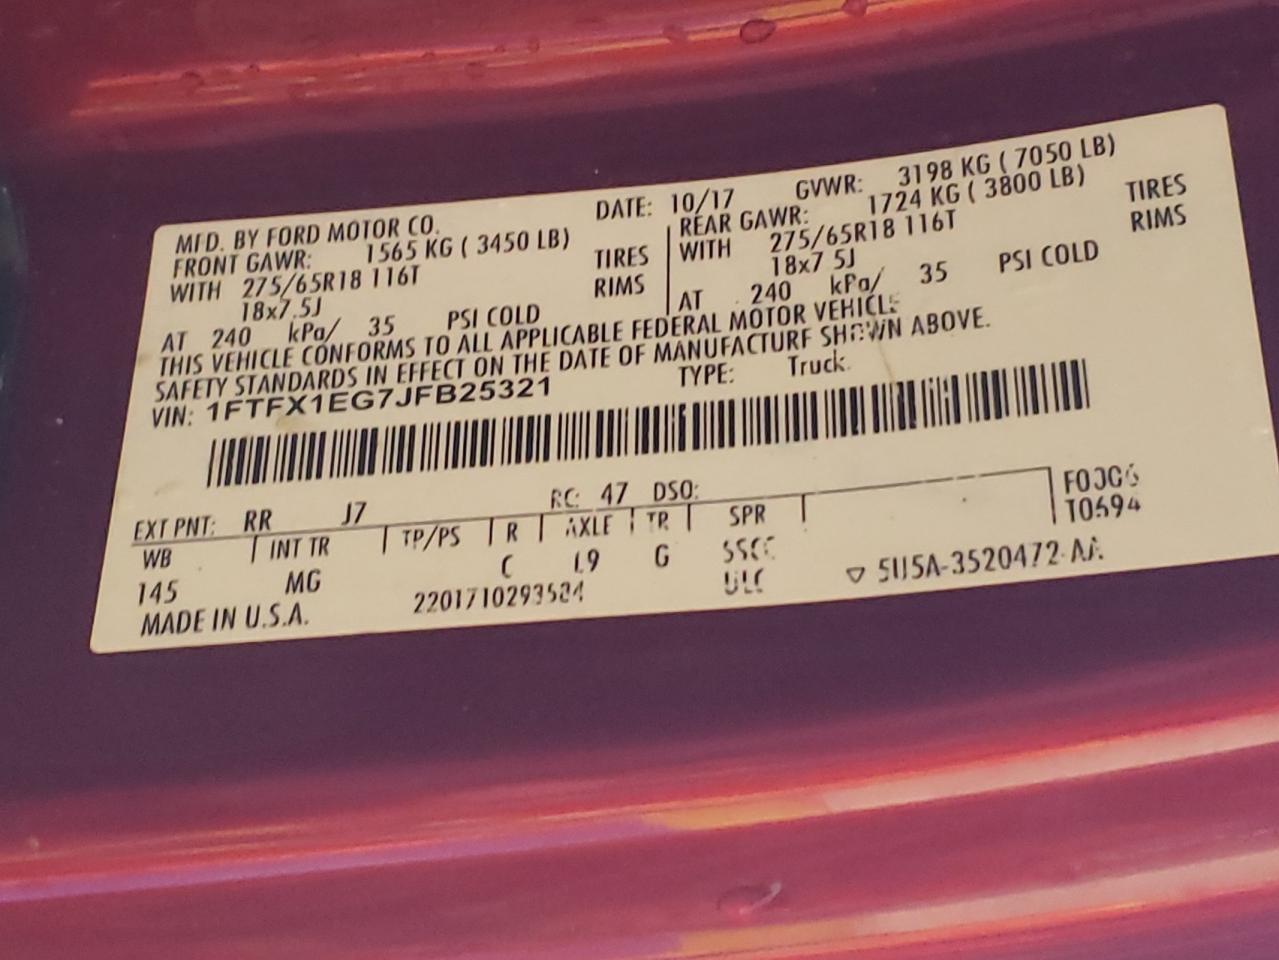 MFD. BY FORD MOTOR CO. DATE: 10/17 GVWR: 3198 KG ( 7050 LB)
FRONT GAWR: 1565 KG ( 3450 LB) REAR GAWR: 1724 KG ( 3800 LB)
WITH 275/65R18 116T TIRES WITH 275/65R18 116T TIRES
18x7.5J RIMS 18x7 5J RIMS
AT 240 kPa/ 35 PSI COLD AT 240 kPa/ 35 PSI COLD
THIS VEHICLE CONFORMS TO ALL APPLICABLE FEDERAL MOTOR VEHICLE
SAFETY STANDARDS IN EFFECT ON THE DATE OF MANUFACTURE SHOWN ABOVE.
VIN: 1FTFX1EG7JFB25321 TYPE: Truck
EXT PNT: RR J7 RC: 47 DSO:
WB INT TR TP/PS R AXLE TR SPR
145 MG C L9 G
MADE IN U.S.A. ▽ 5U5A-3520472-AA